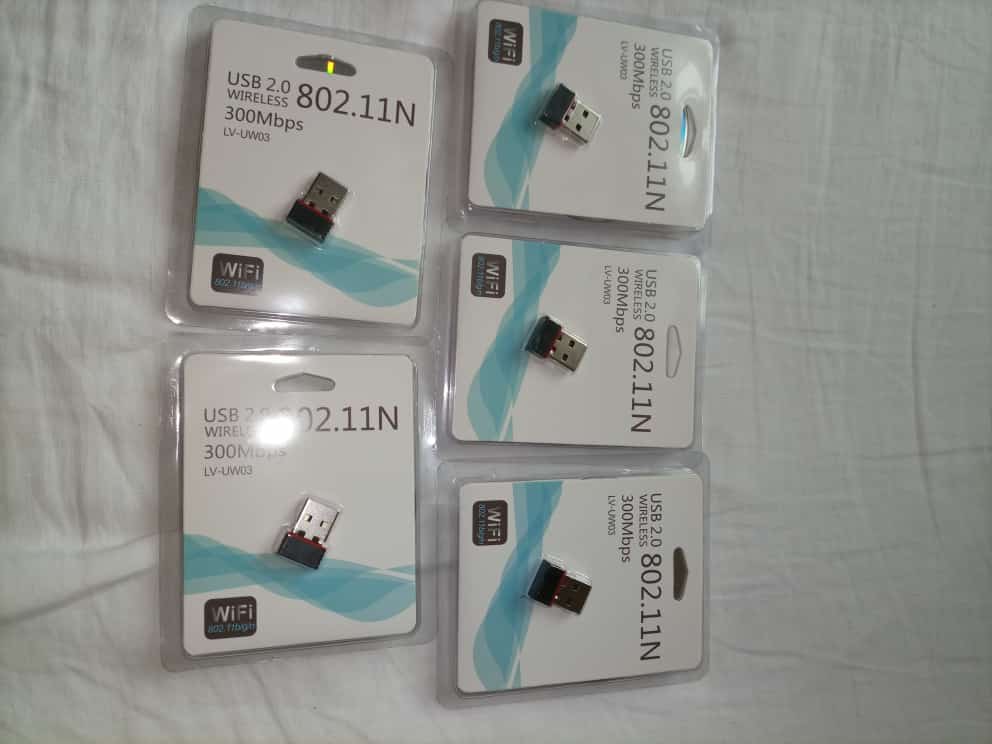 USB 2.0
WIRELESS 802.11N
300Mbps
LV-UW03
WiFi
802.11b/g/n
USB 2.0
WIRELESS 802.11N
300Mbps
LV-UW03
WiFi
802.11b/g/n
USB 2.0
802.11N
300Mbps
LV-UW03
WiFi
802.11b/g/n
USB 2.0
WIRELESS 802.11N
300Mbps
LV-UW03
WiFi
802.11b/g/n
USB 2.0
WIRELESS 802.11N
300Mbps
LV-UW03
WiFi
802.11b/g/n